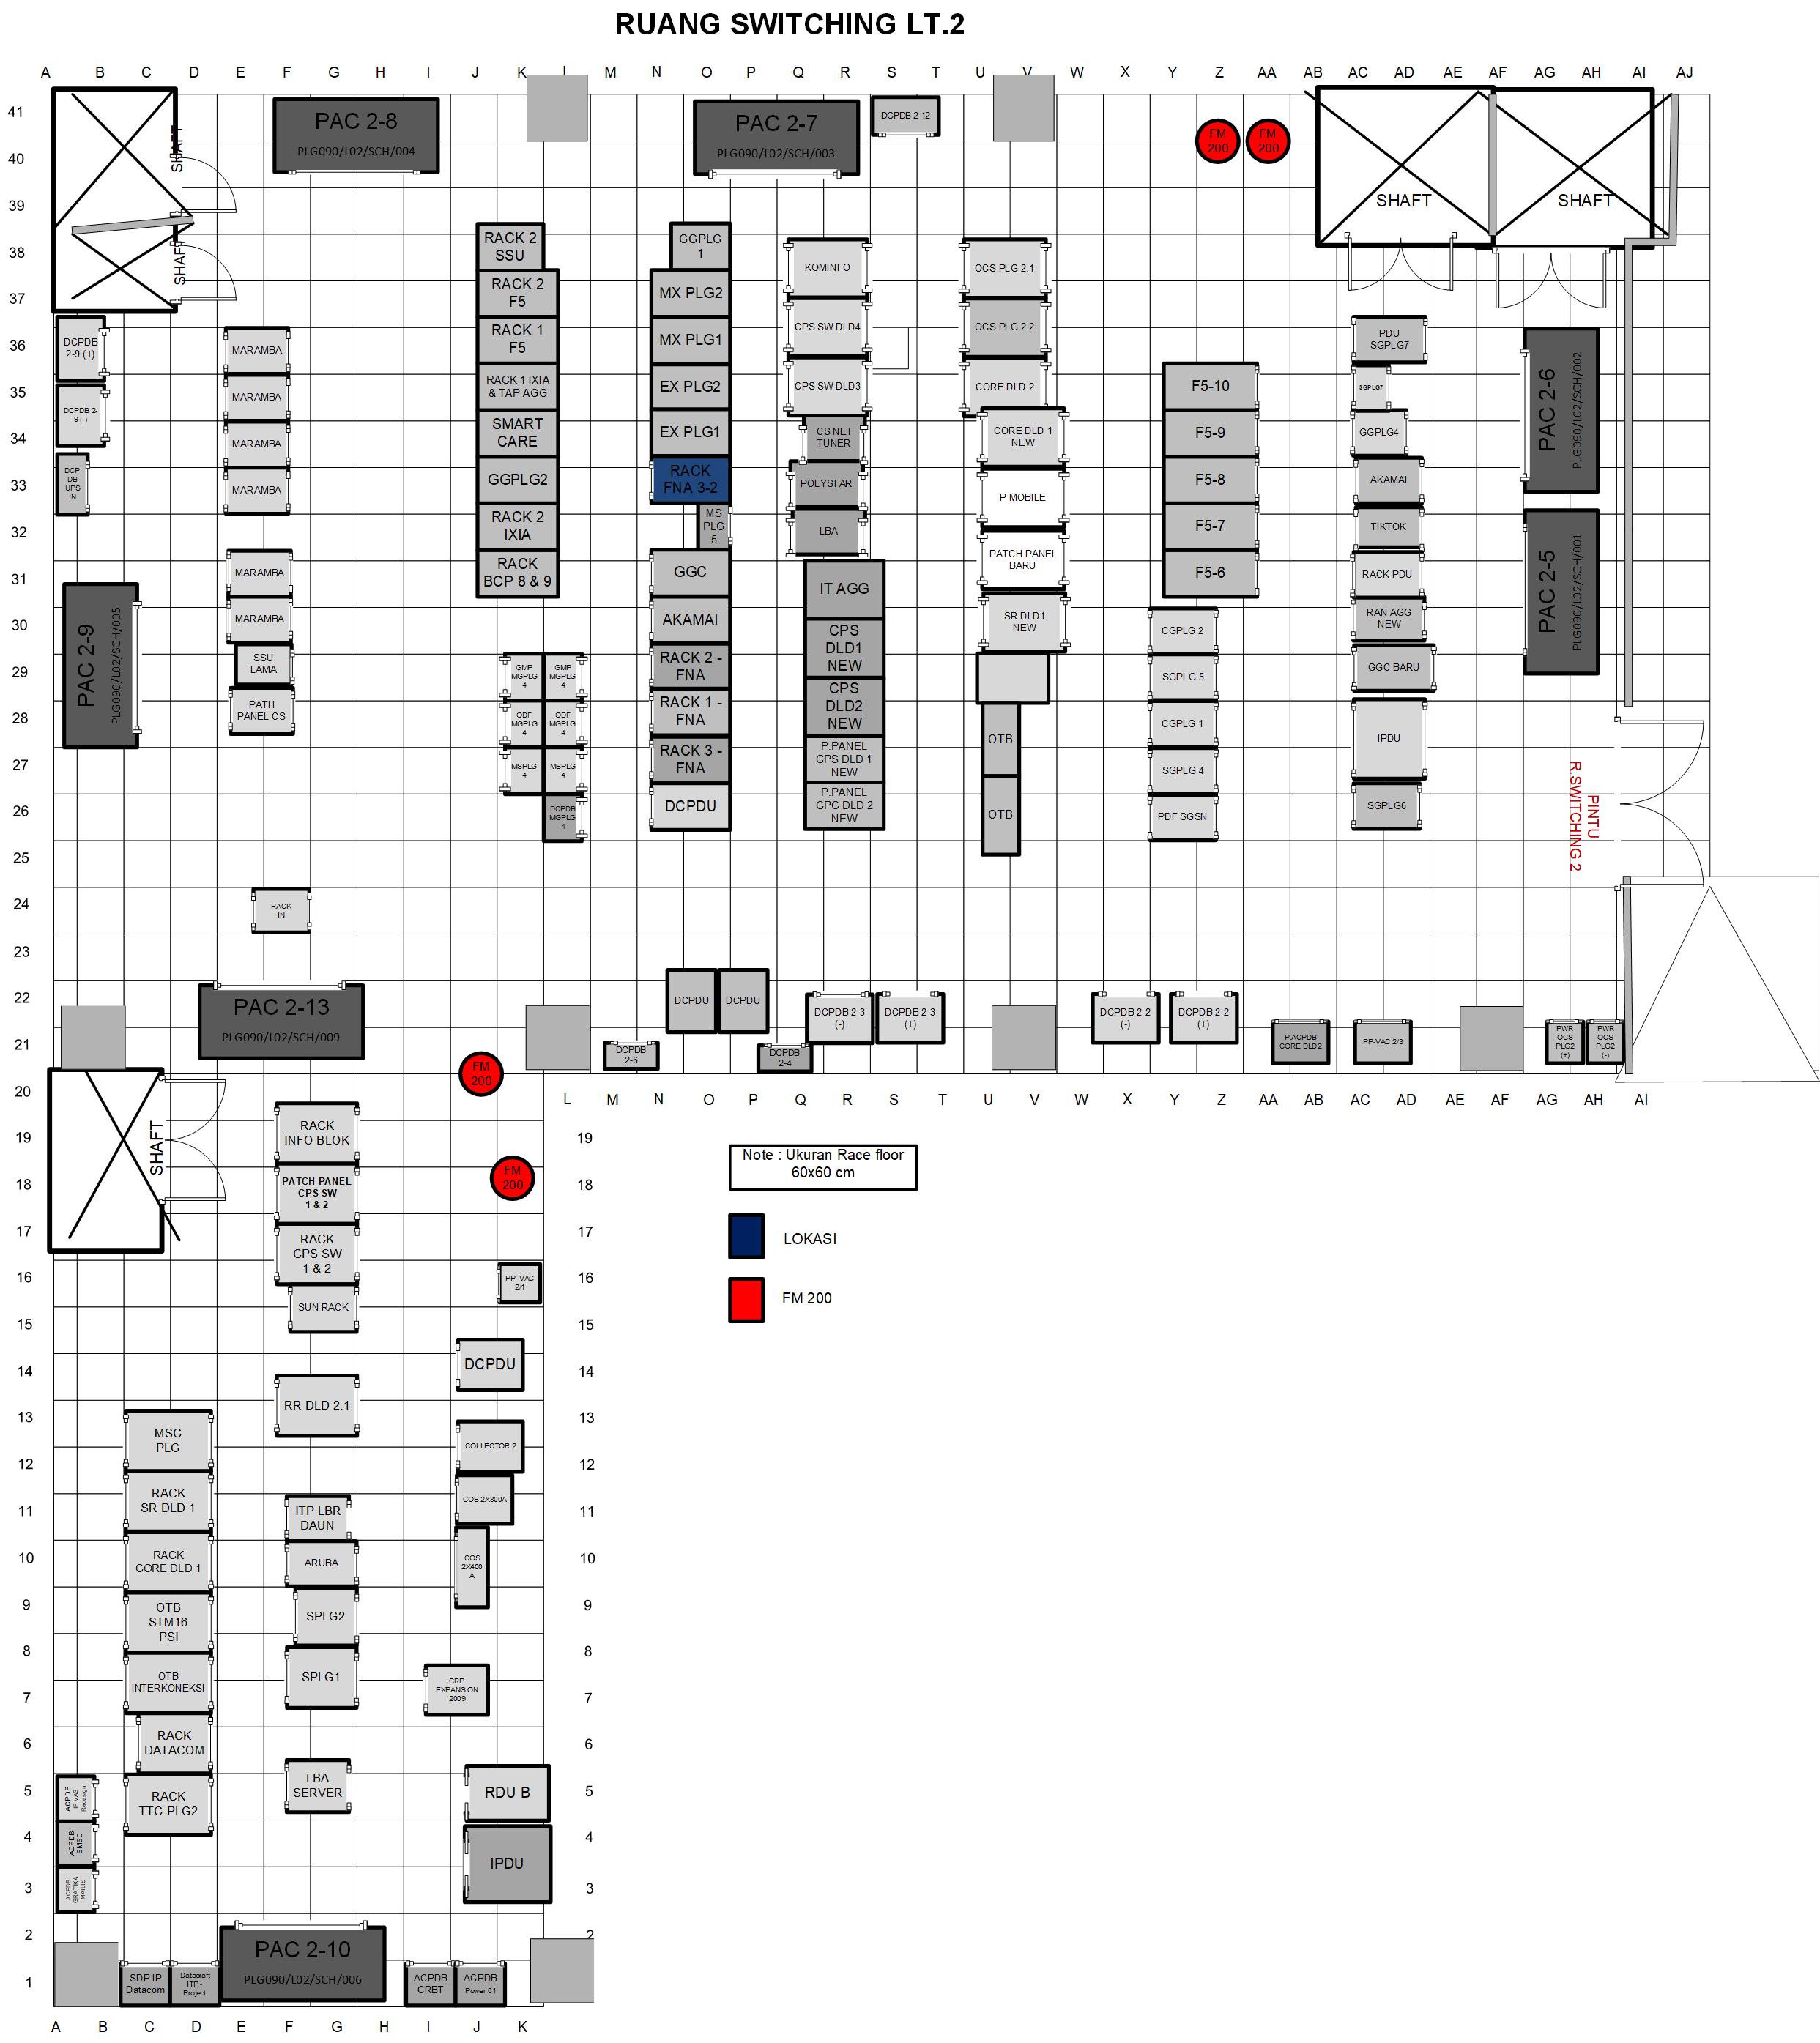 RUANG SWITCHING LT.2
A B C D E F G H I J K L M N O P Q R S T U V W X Y Z AA AB AC AD AE AF AG AH AI AJ
41
40
39
38
37
36
35
34
33
32
31
30
29
28
27
26
25
24
23
22
21
20
19
18
17
16
15
14
13
12
11
10
9
8
7
6
5
4
3
2
1
SHAFT
SHAFT
PAC 2-8
PLG090/L02/SCH/004
PAC 2-7
PLG090/L02/SCH/003
DCPDB 2-12
FM
200
FM
200
SHAFT
SHAFT
DCPDB
2-9 (+)
DCPDB 2-
9 (-)
DCP
DB
UPS
IN
PAC 2-9
PLG090/L02/SCH/005
MARAMBA
MARAMBA
MARAMBA
MARAMBA
MARAMBA
MARAMBA
SSU
LAMA
PATH
PANEL CS
RACK
IN
RACK 2
SSU
RACK 2
F5
RACK 1
F5
RACK 1 IXIA
& TAP AGG
SMART
CARE
GGPLG2
RACK 2
IXIA
RACK
BCP 8 & 9
GMP
MGPLG
4
GMP
MGPLG
4
ODF
MGPLG
4
ODF
MGPLG
4
MSPLG
4
MSPLG
4
DCPDB
MGPLG
4
GGPLG
1
MX PLG2
MX PLG1
EX PLG2
EX PLG1
RACK
FNA 3-2
MS
PLG
5
GGC
AKAMAI
RACK 2 -
FNA
RACK 1 -
FNA
RACK 3 -
FNA
DCPDU
KOMINFO
CPS SW DLD4
CPS SW DLD3
CS NET
TUNER
POLYSTAR
LBA
IT AGG
CPS
DLD1
NEW
CPS
DLD2
NEW
P.PANEL
CPS DLD 1
NEW
P.PANEL
CPC DLD 2
NEW
OCS PLG 2.1
OCS PLG 2.2
CORE DLD 2
CORE DLD 1
NEW
P MOBILE
PATCH PANEL
BARU
SR DLD1
NEW
OTB
OTB
F5-10
F5-9
F5-8
F5-7
F5-6
CGPLG 2
SGPLG 5
CGPLG 1
SGPLG 4
PDF SGSN
PDU
SGPLG7
SGPLG7
GGPLG4
AKAMAI
TIKTOK
RACK PDU
RAN AGG
NEW
GGC BARU
IPDU
SGPLG6
PAC 2-6
PLG090/L02/SCH/002
PAC 2-5
PLG090/L02/SCH/001
PINTU
R.SWITCHING 2
PAC 2-13
PLG090/L02/SCH/009
DCPDU
DCPDU
DCPDB
2-6
DCPDB
2-4
DCPDB 2-3
(-)
DCPDB 2-3
(+)
DCPDB 2-2
(-)
DCPDB 2-2
(+)
P.ACPDB
CORE DLD2
PP-VAC 2/3
PWR
OCS
PLG2
(+)
PWR
OCS
PLG2
(-)
FM
200
L M N O P Q R S T U V W X Y Z AA AB AC AD AE AF AG AH AI
SHAFT
FM
200
RACK
INFO BLOK
PATCH PANEL
CPS SW
1 & 2
RACK
CPS SW
1 & 2
SUN RACK
RR DLD 2.1
PP- VAC
2/1
DCPDU
COLLECTOR 2
COS 2X800A
COS
2X400
A
CRP
EXPANSION
2009
RDU B
IPDU
MSC
PLG
RACK
SR DLD 1
RACK
CORE DLD 1
OTB
STM16
PSI
OTB
INTERKONEKSI
RACK
DATACOM
RACK
TTC-PLG2
ITP LBR
DAUN
ARUBA
SPLG2
SPLG1
LBA
SERVER
ACPDB
IP VAS
Redesign
ACPDB
SMSC
ACPDB
GRATIKA
MAILIS
SDP IP
Datacom
Datacraft
ITP -
Project
PAC 2-10
PLG090/L02/SCH/006
ACPDB
CRBT
ACPDB
Power 01
19
18
17
16
15
14
13
12
11
10
9
8
7
6
5
4
3
2
A B C D E F G H I J K
Note : Ukuran Race floor
60x60 cm
LOKASI
FM 200